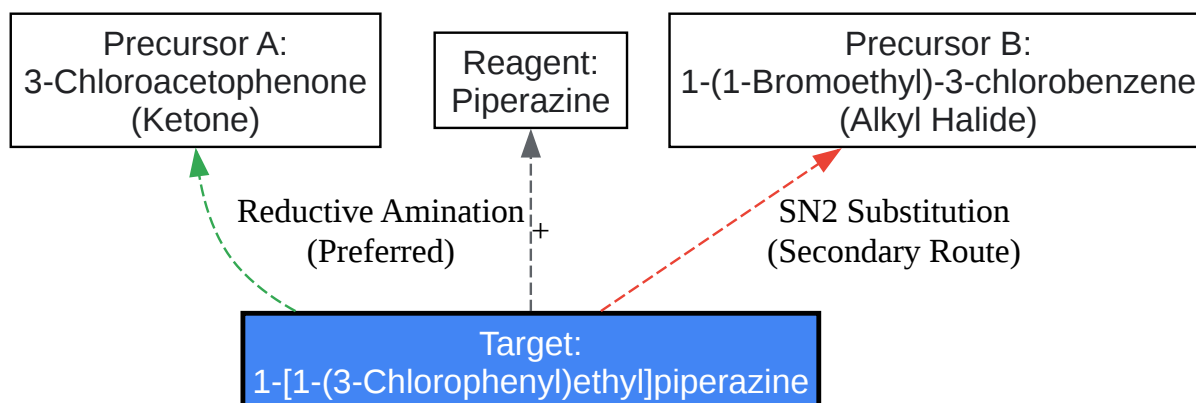 Precursor A:
3-Chloroacetophenone
(Ketone)
Reagent:
Piperazine
Precursor B:
1-(1-Bromoethyl)-3-chlorobenzene
(Alkyl Halide)
Reductive Amination
(Preferred)
+
SN2 Substitution
(Secondary Route)
Target:
1-[1-(3-Chlorophenyl)ethyl]piperazine